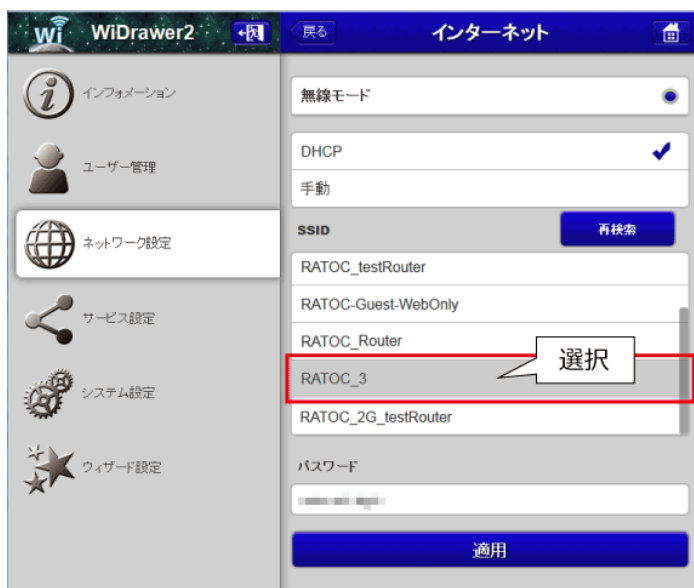 Wi WiDrawer2
戻る インターネット
インフォメーション
ユーザー管理
ネットワーク設定
サービス設定
システム設定
ウィザード設定
無線モード
DHCP
手動
SSID 再検索
RATOC_testRouter
RATOC-Guest-WebOnly
RATOC_Router
RATOC_3
選択
RATOC_2G_testRouter
パスワード
適用